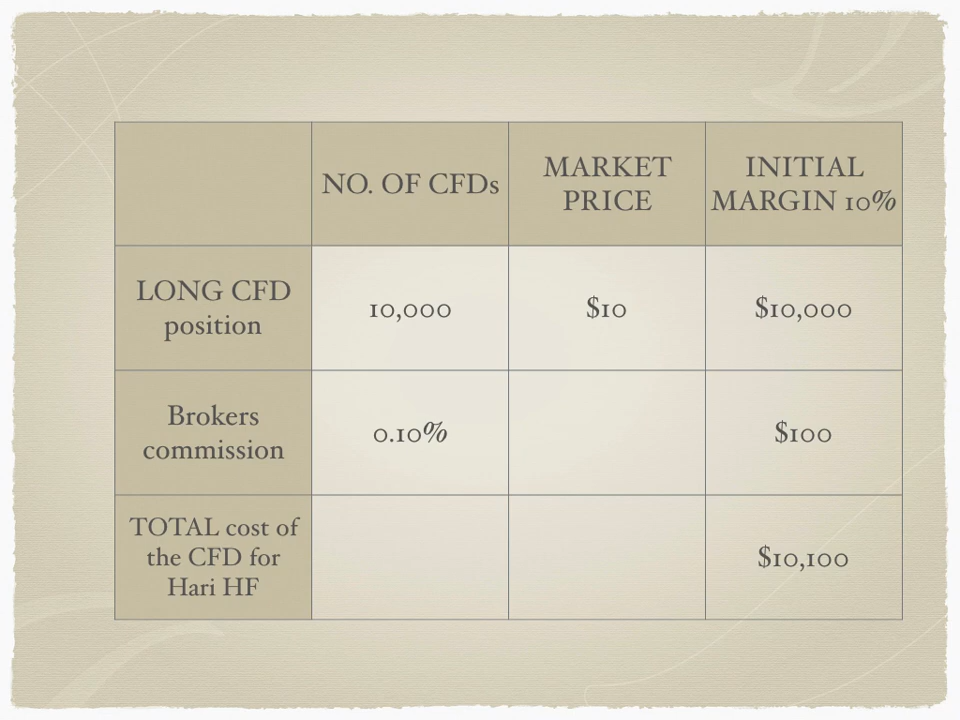 NO. OF CFDs
MARKET
PRICE
INITIAL
MARGIN 10%
LONG CFD
position
10,000
$10
$10,000
Brokers
commission
0.10%
$100
TOTAL cost of
the CFD for
Hari HF
$10,100